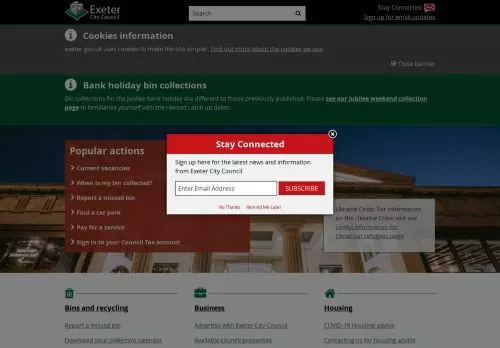 Exeter
City Council
Search
Stay Connected
Sign up for email updates
Cookies information
exeter.gov.uk uses cookies to make the site simpler. Find out more about the cookies we use.
Close banner
Bank holiday bin collections
Bin collections for the Jubilee bank holiday are different to those previously published. Please see our Jubilee weekend collection
page to familiarise yourself with the revised catch up dates.
Popular actions
Current vacancies
When is my bin collected?
Report a missed bin
Find a car park
Pay for a service
Sign in to your Council Tax account
Stay Connected
Sign up here for the latest news and information
from Exeter City Council
Enter Email Address
SUBSCRIBE
No Thanks
Remind Me Later
Ukraine Crisis: For information
on the Ukraine Crisis visit our
Useful information for
Ukrainian refugees page
Bins and recycling
Report a missed bin
Download your collection calendar
Business
Advertise with Exeter City Council
Available council properties
Housing
COVID-19 Housing advice
Contacting us for housing advice